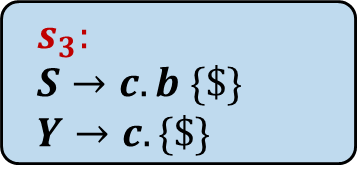 s₃:
S → c. b {$}
Y → c. {$}